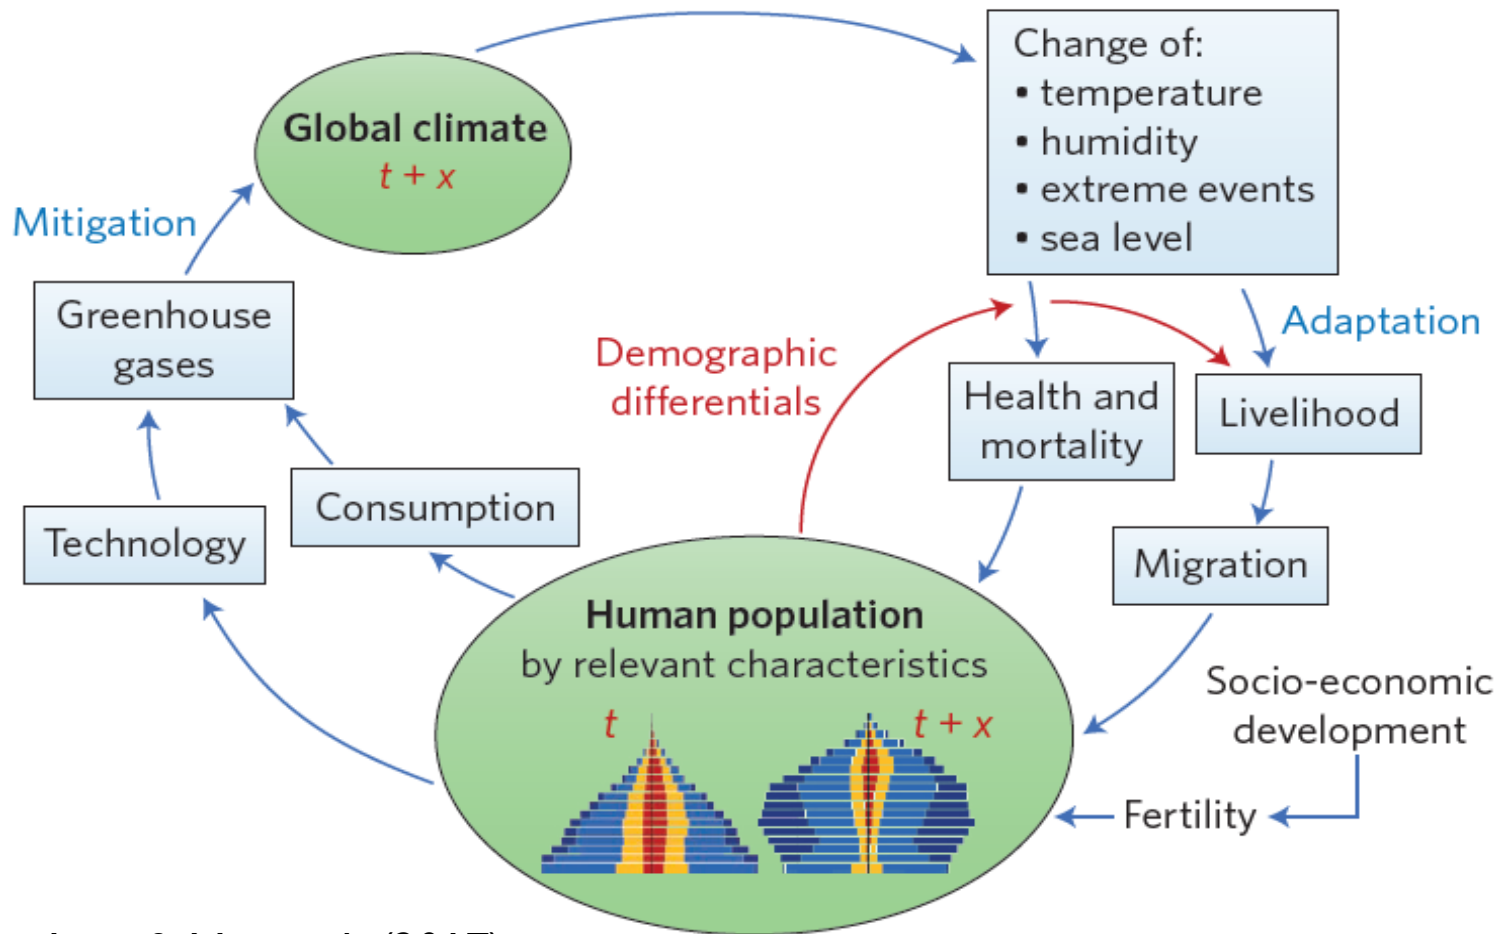 Global climate
t + x
Change of:
• temperature
• humidity
• extreme events
• sea level
Mitigation
Greenhouse
gases
Adaptation
Demographic
differentials
Health and
mortality
Livelihood
Consumption
Technology
Migration
Human population
by relevant characteristics
t
t + x
Socio-economic
development
Fertility